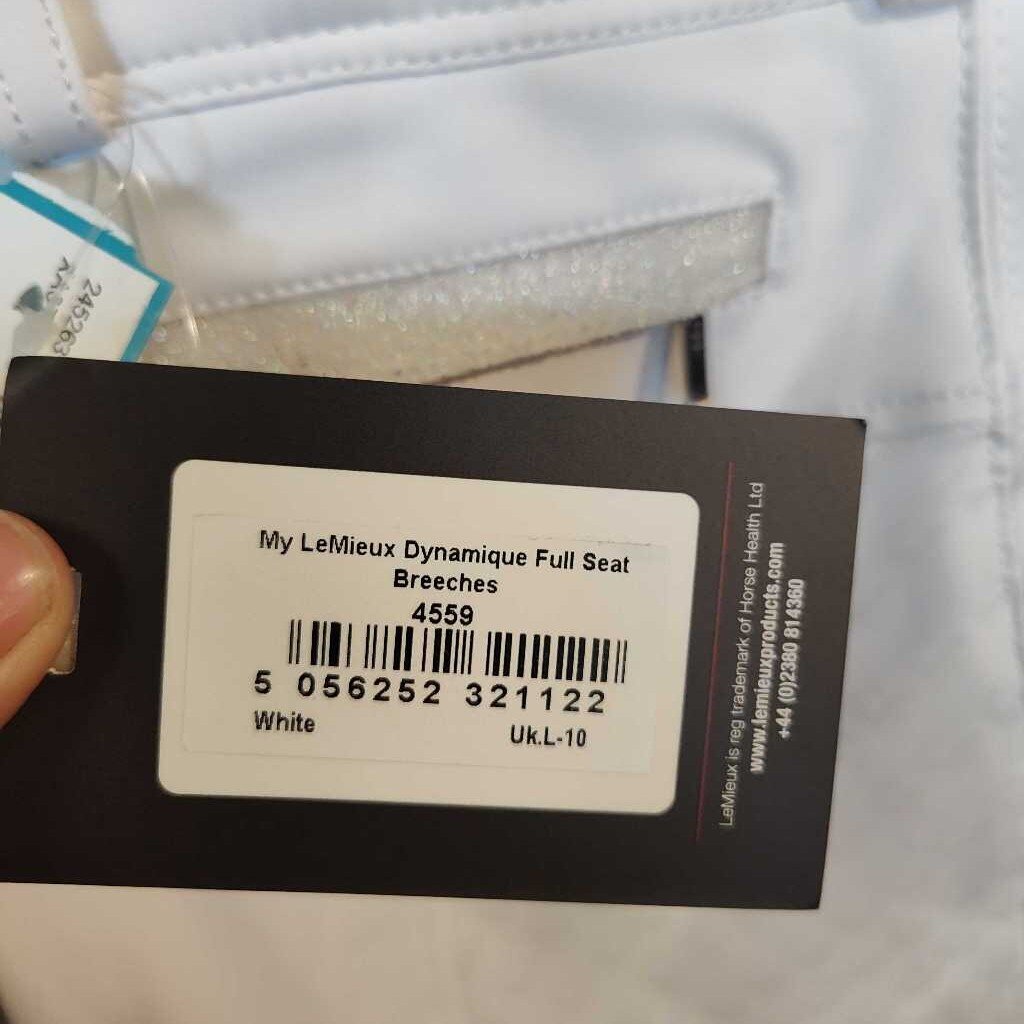 My LeMieux Dynamique Full Seat
Breeches
4559
5 056252 321122
White Uk.L-10
LeMieux is reg trademark of Horse Health Ltd
www.lemieuxproducts.com
+44 (0)2380 814360
245263